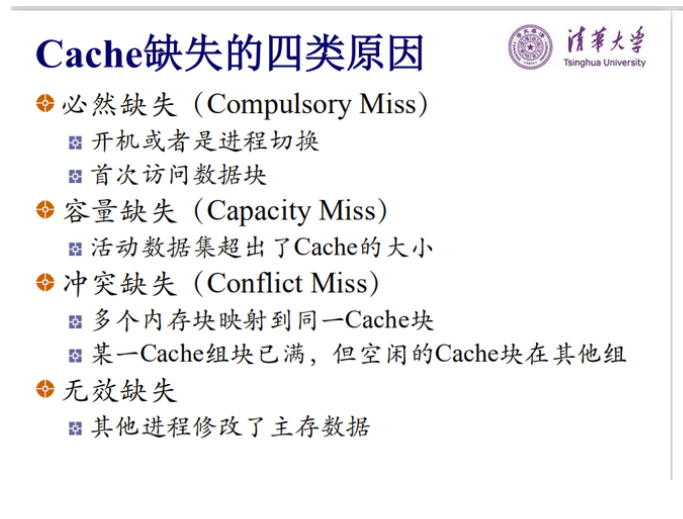 Cache缺失的四类原因
清华大学
Tsinghua University
必然缺失（Compulsory Miss）
开机或者是进程切换
首次访问数据块
容量缺失（Capacity Miss）
活动数据集超出了Cache的大小
冲突缺失（Conflict Miss）
多个内存块映射到同一Cache块
某一Cache组块已满，但空闲的Cache块在其他组
无效缺失
其他进程修改了主存数据